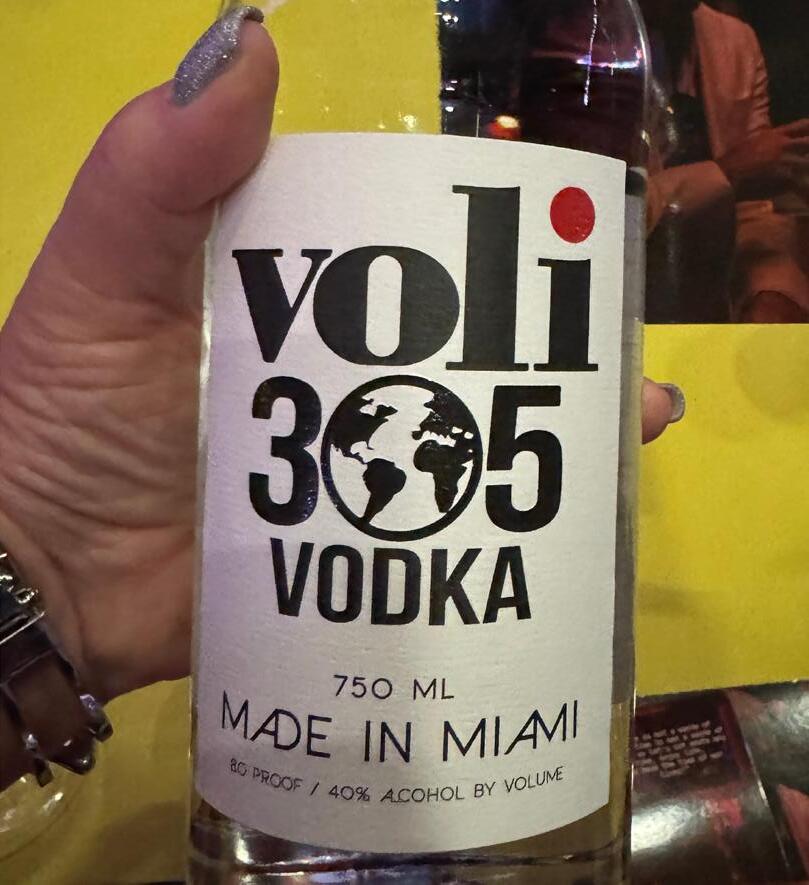 voli
305
VODKA
750 ML
MADE IN MIAMI
80 PROOF / 40% ALCOHOL BY VOLUME